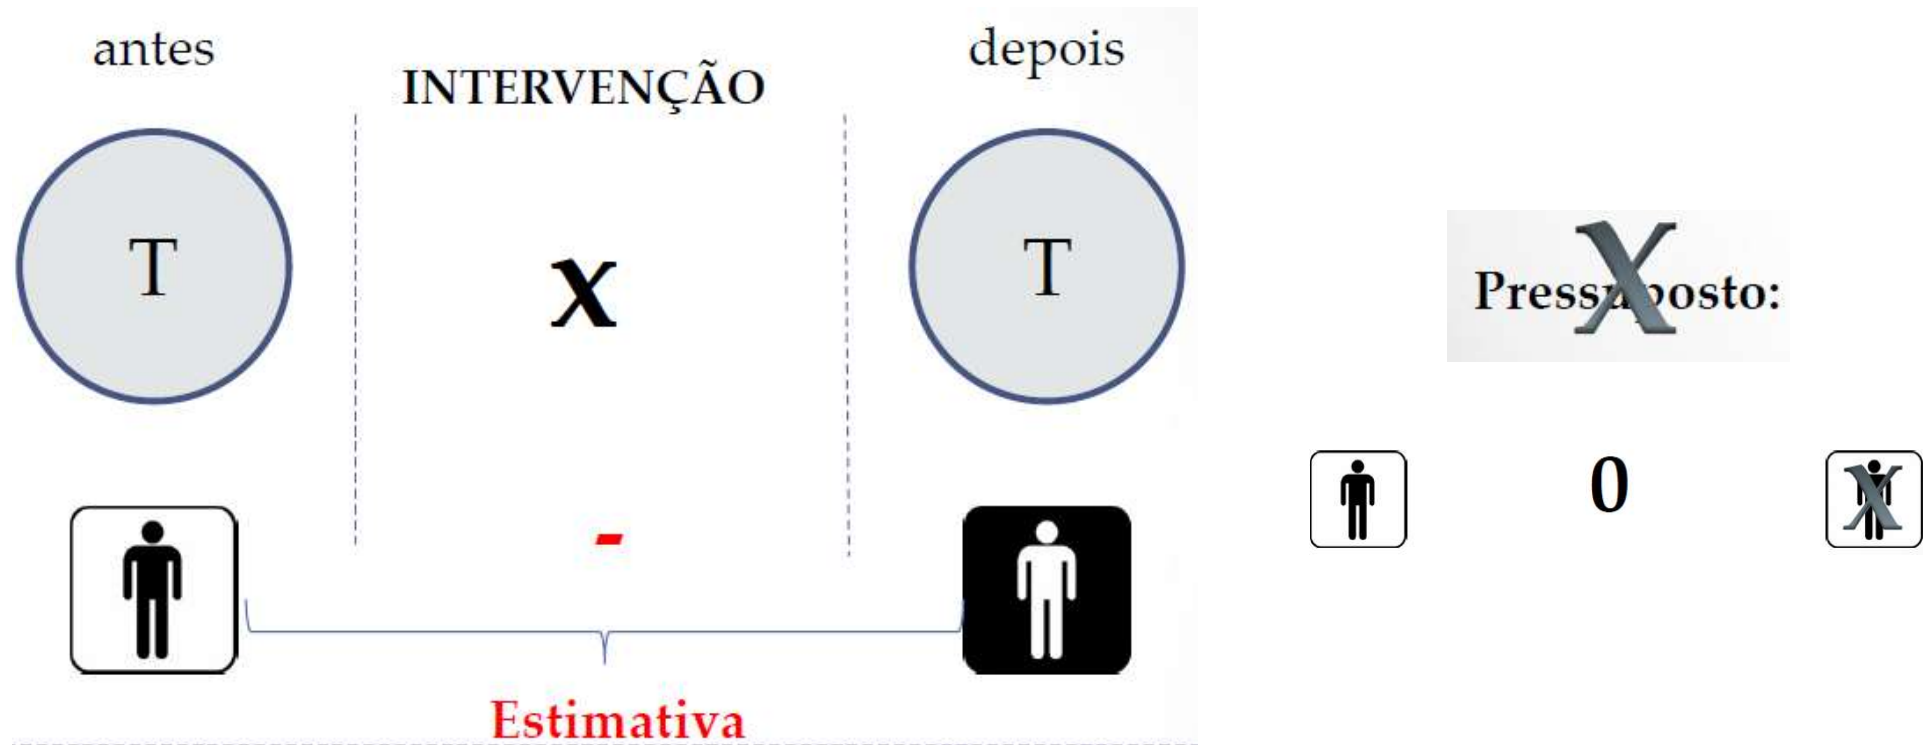 antes
INTERVENÇÃO
depois
T
X
T
-
Estimativa
X
Pressuposto:
0
X